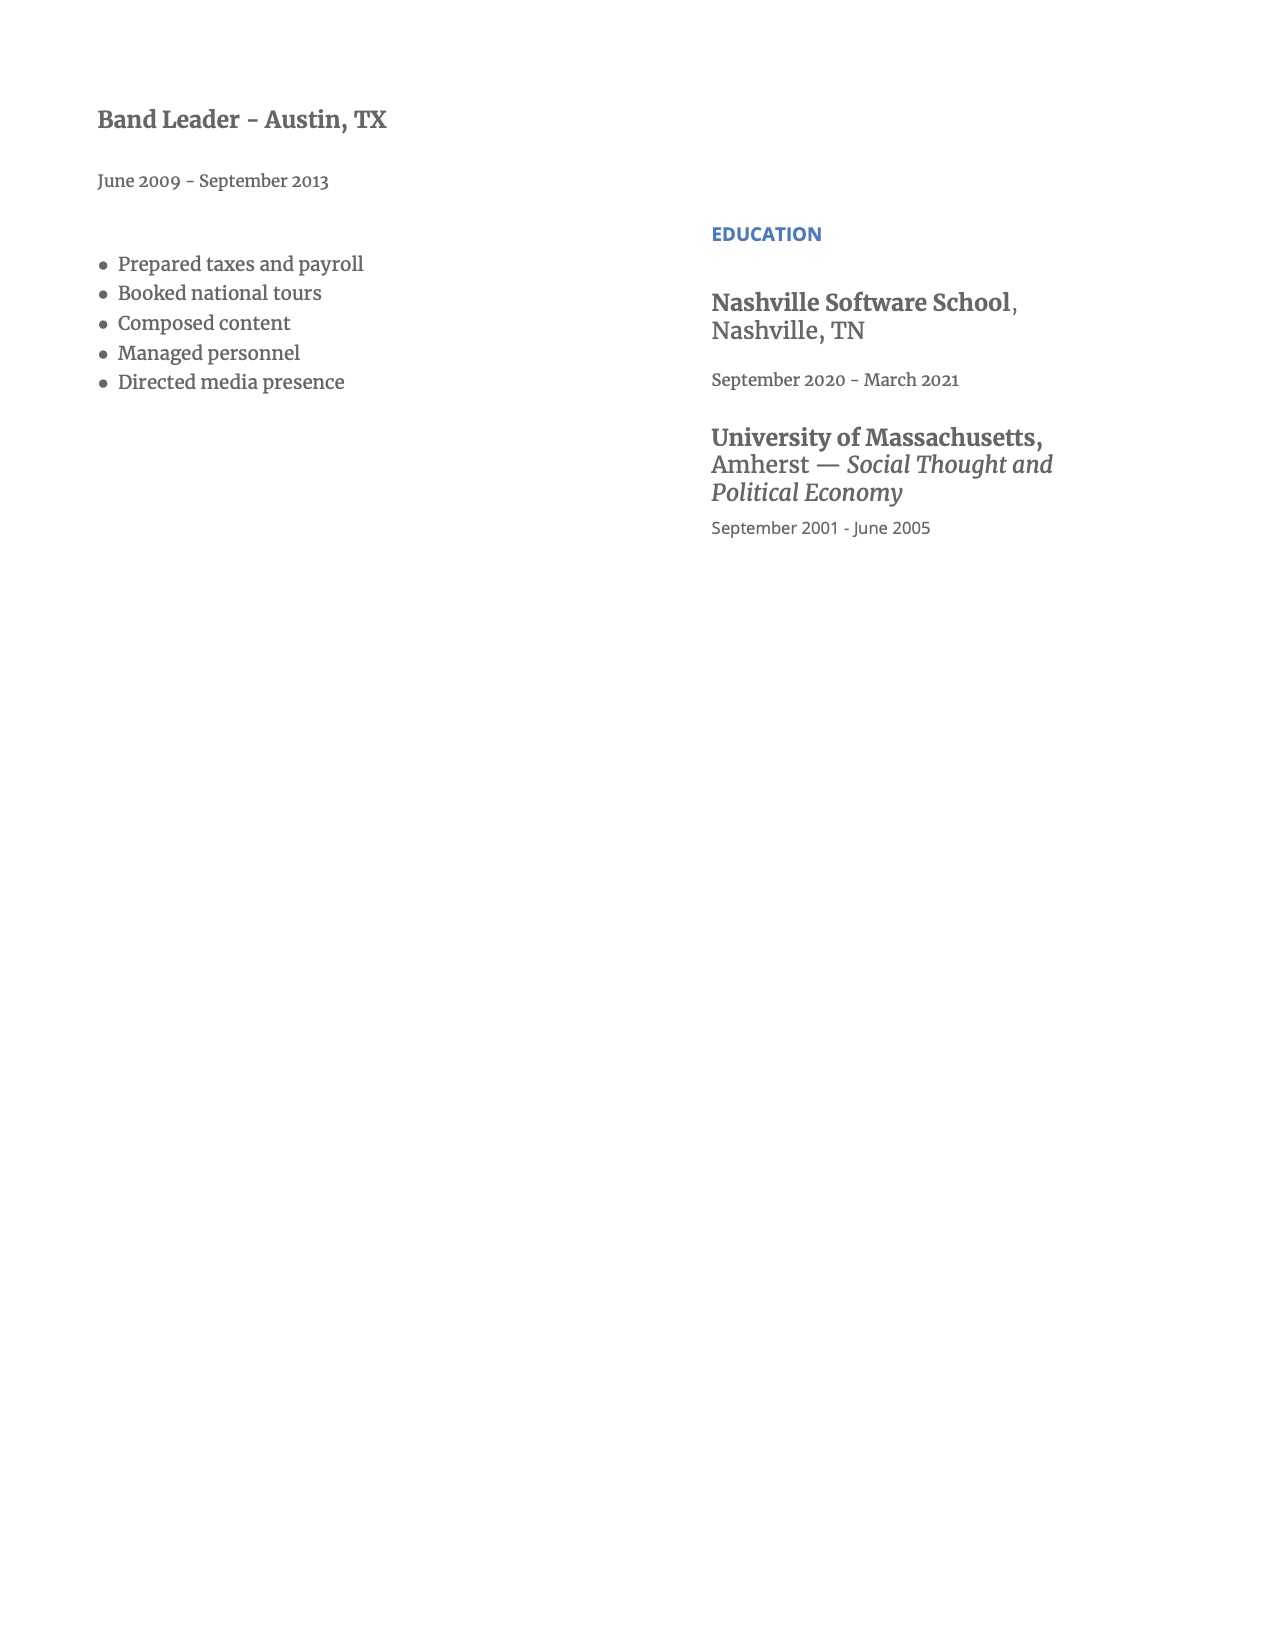 Band Leader - Austin, TX
June 2009 - September 2013
● Prepared taxes and payroll
● Booked national tours
● Composed content
● Managed personnel
● Directed media presence
EDUCATION
Nashville Software School,
Nashville, TN
September 2020 - March 2021
University of Massachusetts,
Amherst — Social Thought and
Political Economy
September 2001 - June 2005